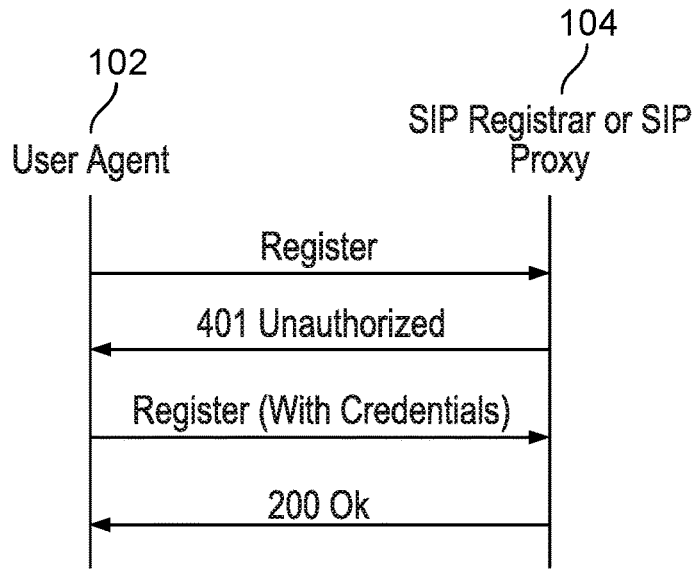 102
104
User Agent
SIP Registrar or SIP
Proxy
Register
401 Unauthorized
Register (With Credentials)
200 Ok